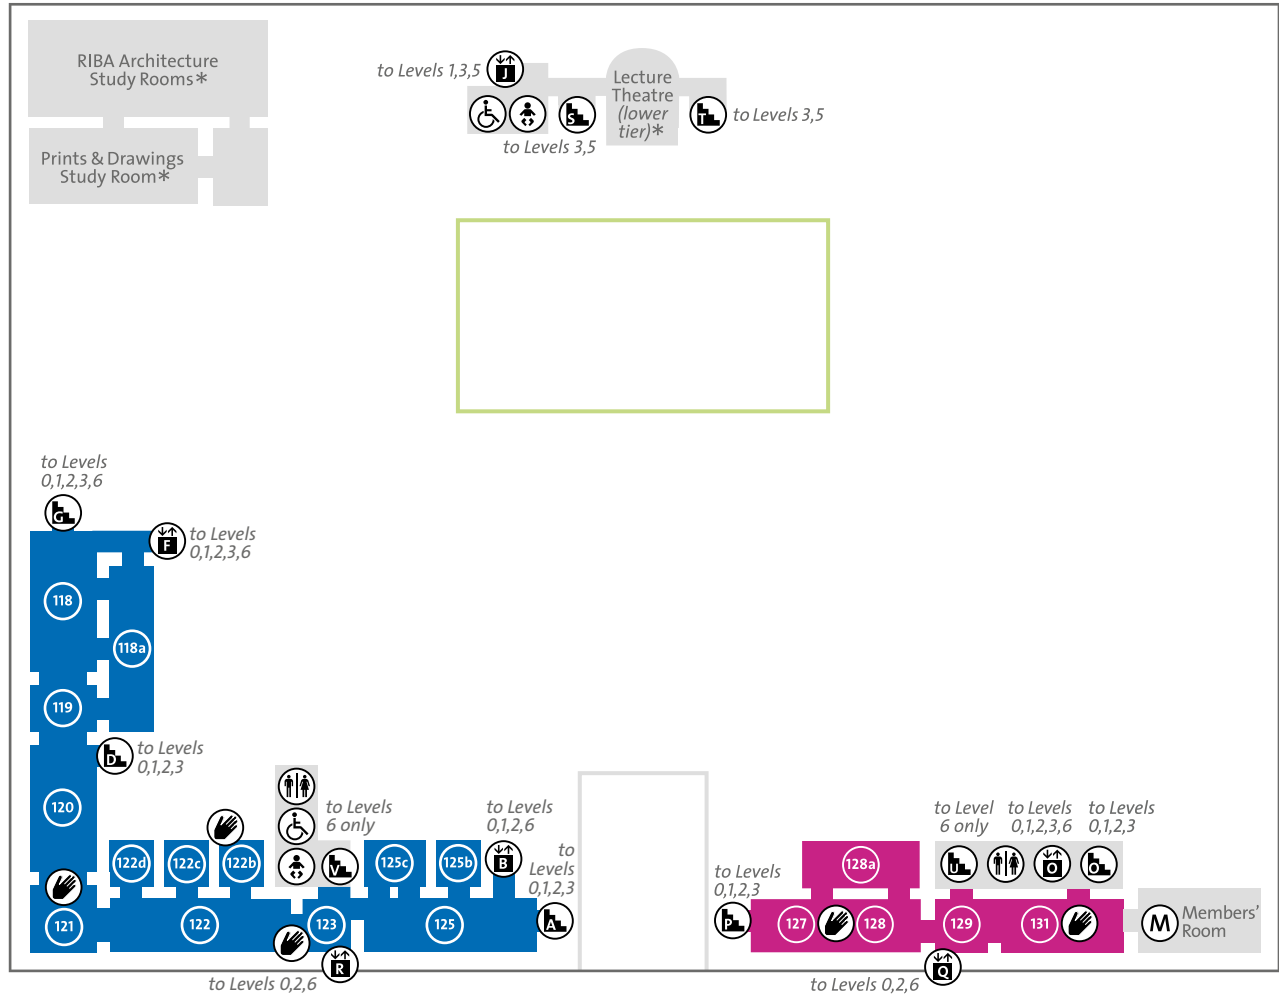 RIBA Architecture
Study Rooms*
Prints & Drawings
Study Room*
to Levels 1,3,5
J
S
to Levels 3,5
Lecture
Theatre
(lower
tier)*
T
to Levels 3,5
to Levels
0,1,2,3,6
G
F
to Levels
0,1,2,3,6
118
118a
119
D
to Levels
0,1,2,3
120
121
122d
122c
122b
122
to Levels
6 only
V
123
R
to Levels 0,2,6
125c
125b
125
to Levels
0,1,2,6
B
to
Levels
0,1,2,3
A
to Levels
0,1,2,3
P
127
128
128a
to Level
6 only
U
to Levels
0,1,2,3,6
O
to Levels
0,1,2,3
O
129
131
Q
to Levels 0,2,6
M
Members'
Room